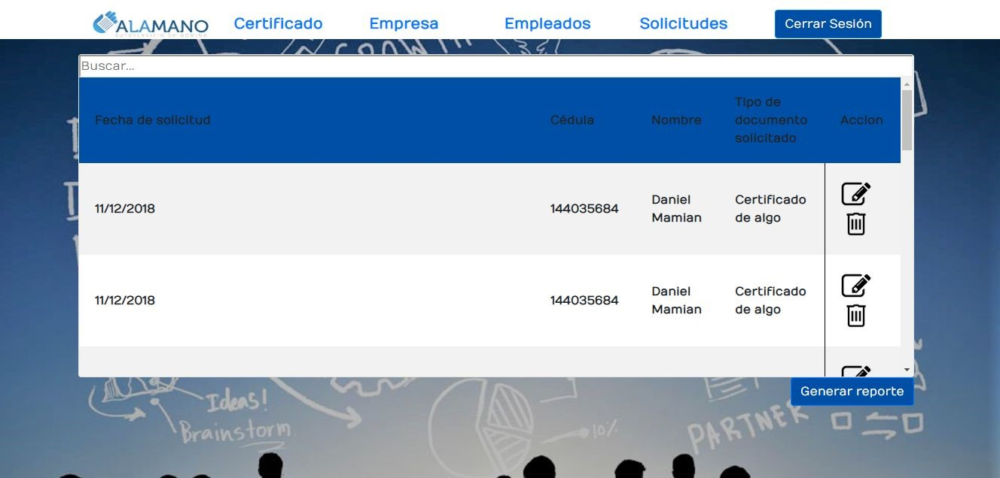 ALAMANO
AUTOSERVICIO DE NÓMINA
Certificado
Empresa
Empleados
Solicitudes
Cerrar Sesión
Buscar...
Fecha de solicitud
Cédula
Nombre
Tipo de
documento
solicitado
Accion
11/12/2018
144035684
Daniel
Mamian
Certificado
de algo
11/12/2018
144035684
Daniel
Mamian
Certificado
de algo
Generar reporte
Ideas!
Brainstorm
10%
PARTNER